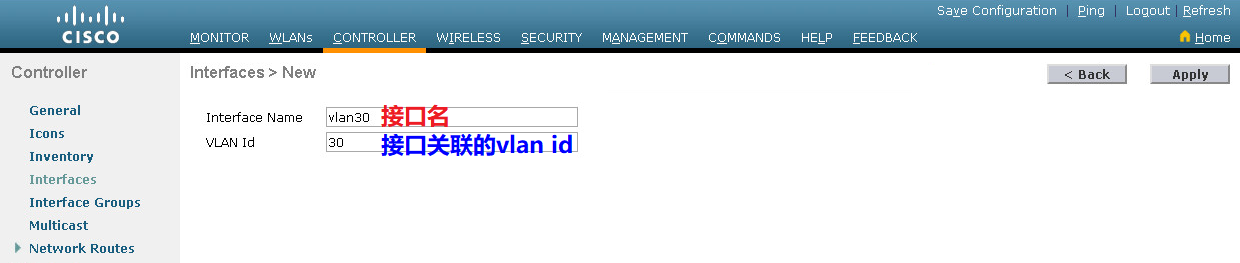 Save Configuration | Ping | Logout | Refresh
CISCO
MONITOR WLANs CONTROLLER WIRELESS SECURITY MANAGEMENT COMMANDS HELP FEEDBACK Home
Controller
Interfaces > New
< Back
Apply
General
Icons
Inventory
Interfaces
Interface Groups
Multicast
Network Routes
Interface Name vlan30 接口名
VLAN Id 30 接口关联的vlan id